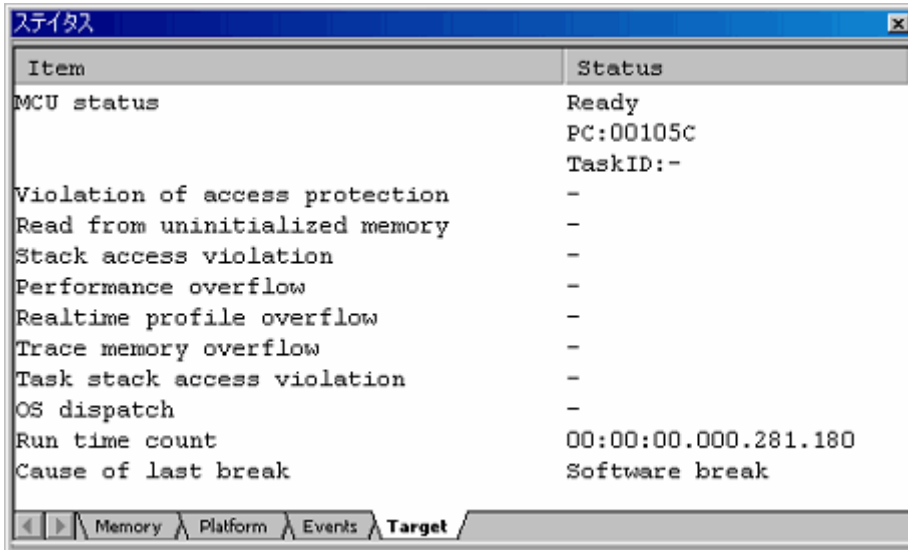 ステイタス
Item Status
MCU status Ready
PC:00105C
TaskID:-
Violation of access protection -
Read from uninitialized memory -
Stack access violation -
Performance overflow -
Realtime profile overflow -
Trace memory overflow -
Task stack access violation -
OS dispatch -
Run time count 00:00:00.000.281.180
Cause of last break Software break
Memory Platform Events Target